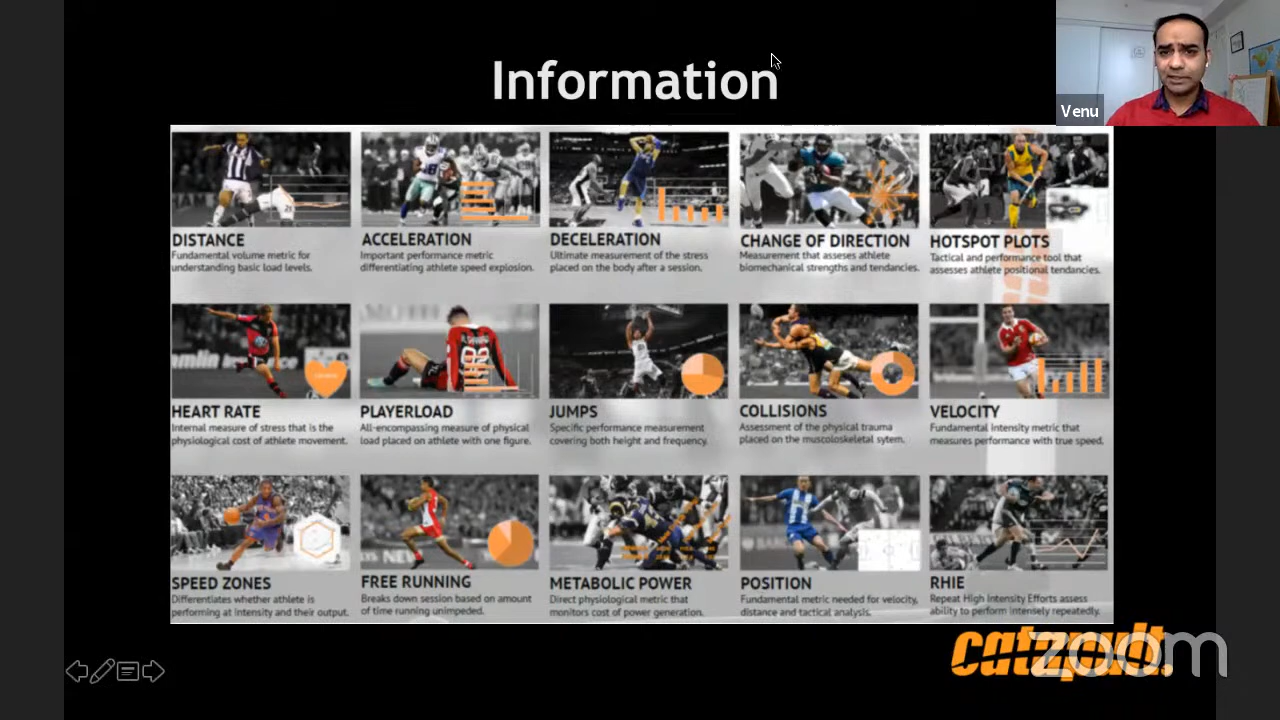 Information
Venu
DISTANCE
Fundamental volume metric for
understanding basic load levels.
ACCELERATION
Important performance metric
differentiating athlete speed explosion.
DECELERATION
Ultimate measurement of the stress
placed on the body after a session.
CHANGE OF DIRECTION
Measurement that asseses athlete
biomechanical strengths and tendancies.
HOTSPOT PLOTS
Tactical and performance tool that
assesses athlete positional tendancies.
HEART RATE
Internal measure of stress that is the
physiological cost of athlete movement.
PLAYERLOAD
All-encompassing measure of physical
load placed on athlete with one figure.
JUMPS
Specific performance measurement
covering both height and frequency.
COLLISIONS
Assessment of the physical trauma
placed on the muscoloskeletal sytem.
VELOCITY
Fundamental intensity metric that
measures performance with true speed.
SPEED ZONES
Differentiates whether athlete is
performing at intensity and their output.
FREE RUNNING
Breaks down session based on amount
of time running unimpeded.
METABOLIC POWER
Direct physiological metric that
monitors cost of power generation.
POSITION
Fundamental metric needed for velocity,
distance and tactical analysis.
RHIE
Repeat High Intensity Efforts assess
ability to perform intensely repeatedly.
catapult
zoom